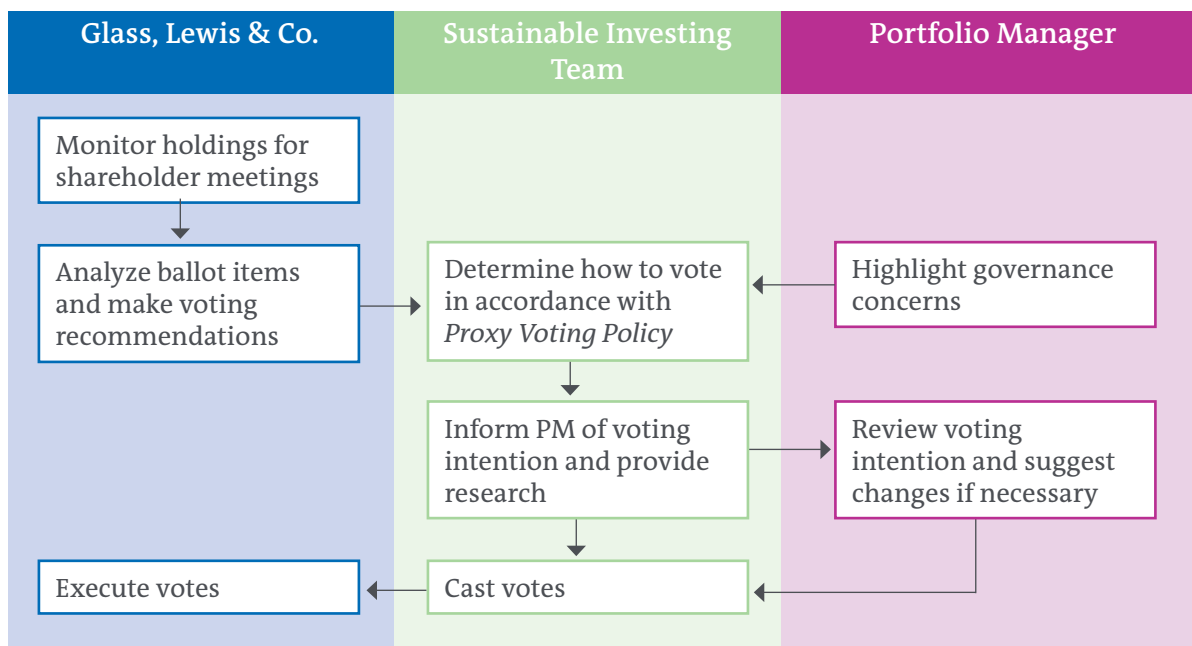 Glass, Lewis & Co.
Sustainable Investing
Team
Portfolio Manager
Monitor holdings for
shareholder meetings
Analyze ballot items
and make voting
recommendations
Determine how to vote
in accordance with
Proxy Voting Policy
Highlight governance
concerns
Inform PM of voting
intention and provide
research
Review voting
intention and suggest
changes if necessary
Execute votes
Cast votes